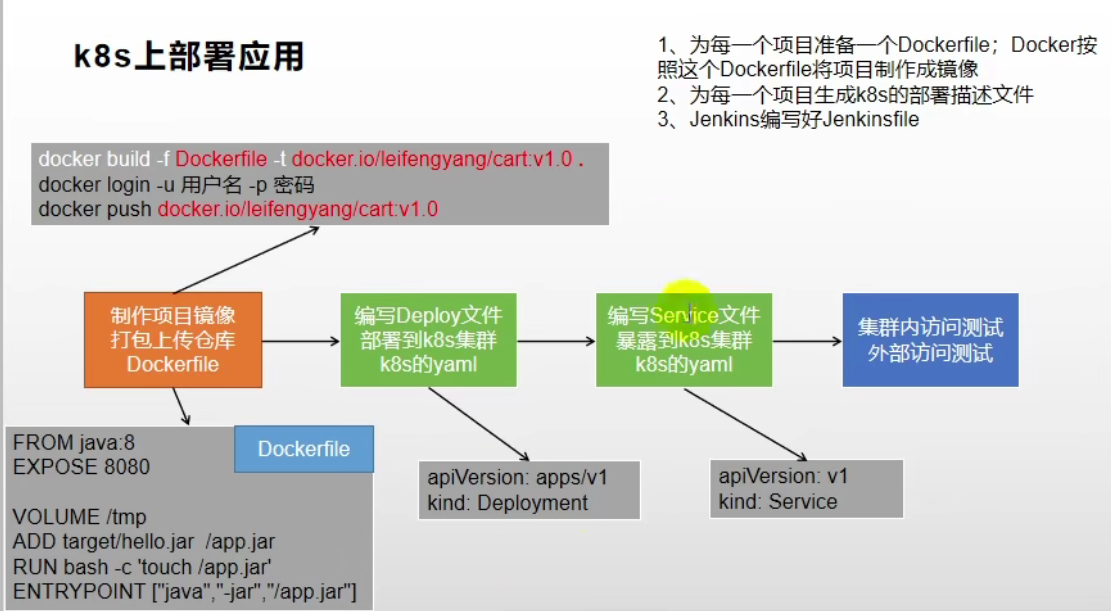 k8s上部署应用
1、为每一个项目准备一个Dockerfile；Docker按
照这个Dockerfile将项目制作成镜像
2、为每一个项目生成k8s的部署描述文件
3、Jenkins编写好Jenkinsfile
docker build -f Dockerfile -t docker.io/leifengyang/cart:v1.0 .
docker login -u 用户名 -p 密码
docker push docker.io/leifengyang/cart:v1.0
制作项目镜像
打包上传仓库
Dockerfile
编写Deploy文件
部署到k8s集群
k8s的yaml
编写Service文件
暴露到k8s集群
k8s的yaml
集群内访问测试
外部访问测试
Dockerfile
FROM java:8
EXPOSE 8080
VOLUME /tmp
ADD target/hello.jar  /app.jar
RUN bash -c 'touch /app.jar'
ENTRYPOINT ["java","-jar","/app.jar"]
apiVersion: apps/v1
kind: Deployment
apiVersion: v1
kind: Service